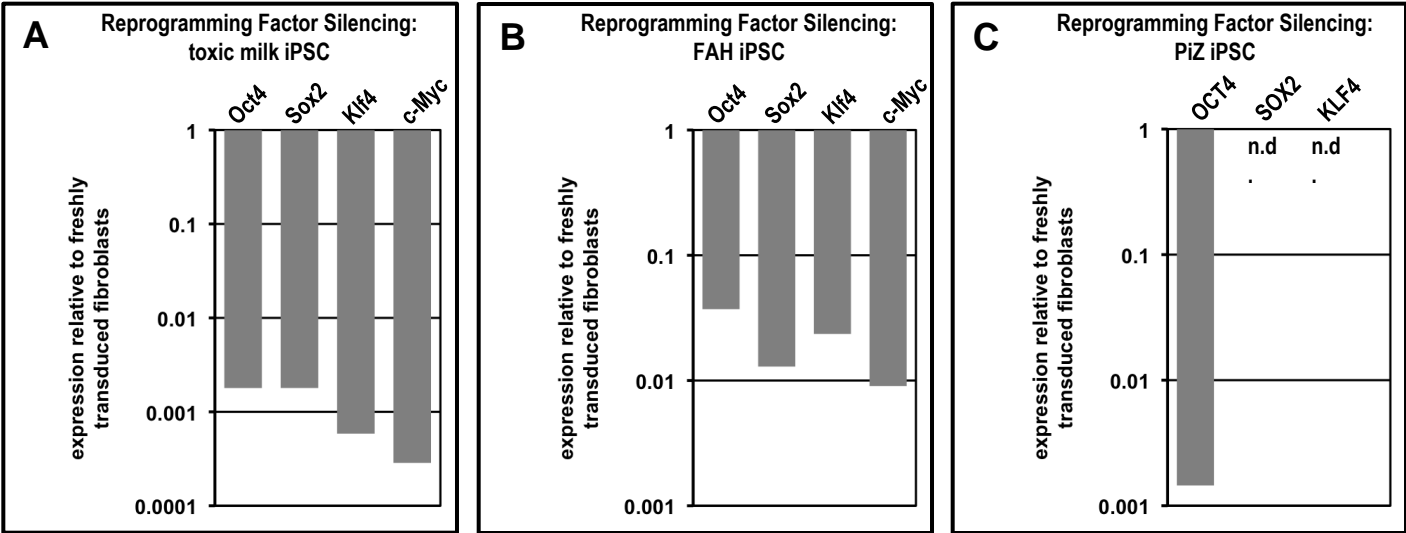 A
Reprogramming Factor Silencing:
toxic milk iPSC
Oct4
Sox2
Klf4
c-Myc
expression relative to freshly
transduced fibroblasts
1
0.1
0.01
0.001
0.0001
B
Reprogramming Factor Silencing:
FAH iPSC
Oct4
Sox2
Klf4
c-Myc
expression relative to freshly
transduced fibroblasts
1
0.1
0.01
0.001
C
Reprogramming Factor Silencing:
PiZ iPSC
OCT4
SOX2
KLF4
expression relative to freshly
transduced fibroblasts
1
0.1
0.01
0.001
n.d n.d
. .